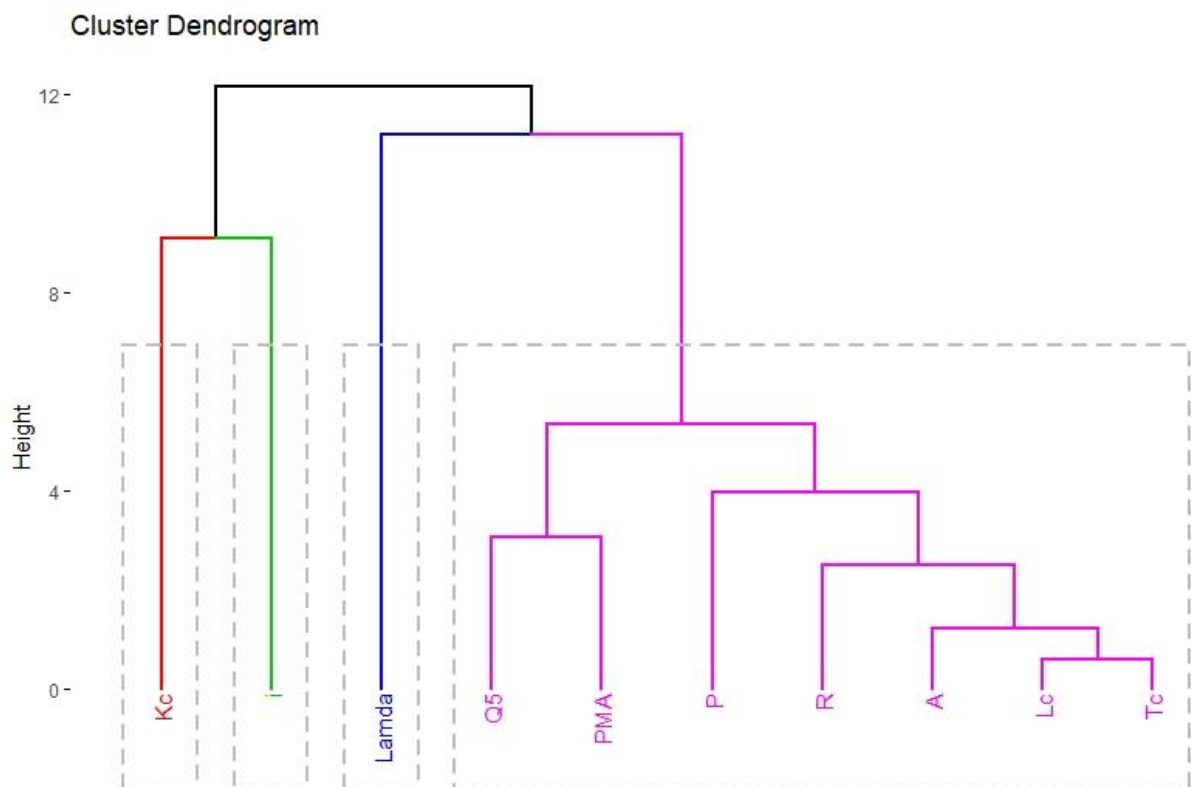 Cluster Dendrogram
12
8
4
0
Height
Kc
i
Lamda
Q5
PMA
P
R
A
Lc
Tc